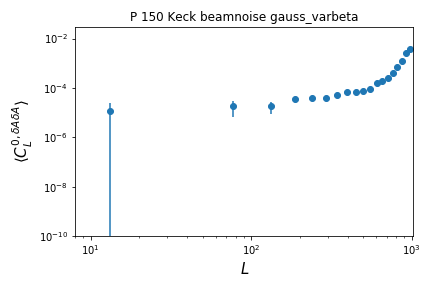 P 150 Keck beamnoise gauss_varbeta
10⁻²
10⁻⁴
10⁻⁶
10⁻⁸
10⁻¹⁰
⟨C_L^{0,δAδA}⟩
10¹ 10² 10³
L